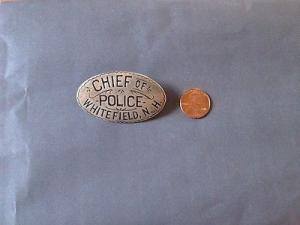 CHIEF OF
POLICE
WHITEFIELD, N.H.